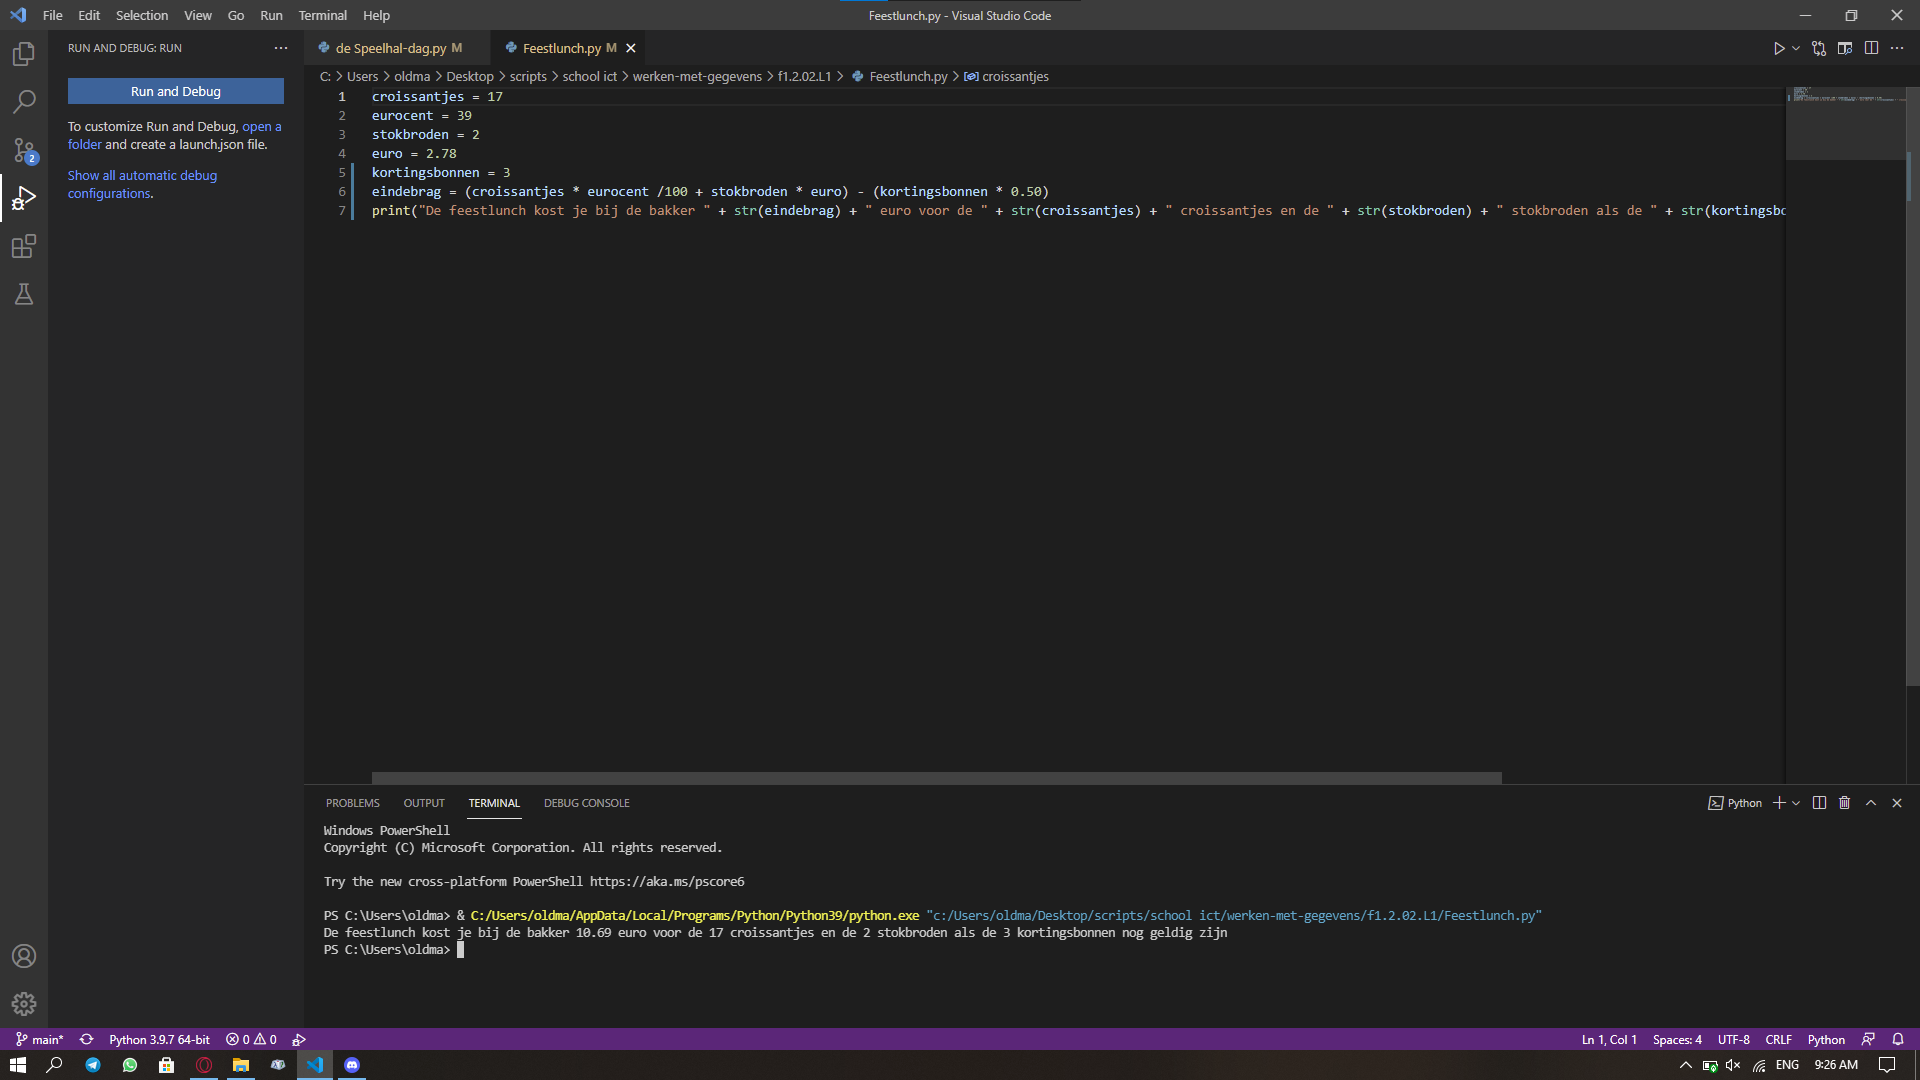 File Edit Selection View Go Run Terminal Help
Feestlunch.py - Visual Studio Code
RUN AND DEBUG: RUN
Run and Debug
To customize Run and Debug, open a
folder and create a launch.json file.
Show all automatic debug
configurations.
de Speelhal-dag.py M
Feestlunch.py M
C: > Users > oldma > Desktop > scripts > school ict > werken-met-gegevens > f1.2.02.L1 > Feestlunch.py > croissantjes
1 croissantjes = 17
2 eurocent = 39
3 stokbroden = 2
4 euro = 2.78
5 kortingsbonnen = 3
6 eindebrag = (croissantjes * eurocent /100 + stokbroden * euro) - (kortingsbonnen * 0.50)
7 print("De feestlunch kost je bij de bakker " + str(eindebrag) + " euro voor de " + str(croissantjes) + " croissantjes en de " + str(stokbroden) + " stokbroden als de " + str(kortingsbo
PROBLEMS OUTPUT TERMINAL DEBUG CONSOLE
Python
Windows PowerShell
Copyright (C) Microsoft Corporation. All rights reserved.
Try the new cross-platform PowerShell https://aka.ms/pscore6
PS C:\Users\oldma> & C:/Users/oldma/AppData/Local/Programs/Python/Python39/python.exe "c:/Users/oldma/Desktop/scripts/school ict/werken-met-gegevens/f1.2.02.L1/Feestlunch.py"
De feestlunch kost je bij de bakker 10.69 euro voor de 17 croissantjes en de 2 stokbroden als de 3 kortingsbonnen nog geldig zijn
PS C:\Users\oldma>
2
main* Python 3.9.7 64-bit 0 0
Ln 1, Col 1 Spaces: 4 UTF-8 CRLF Python
ENG 9:26 AM